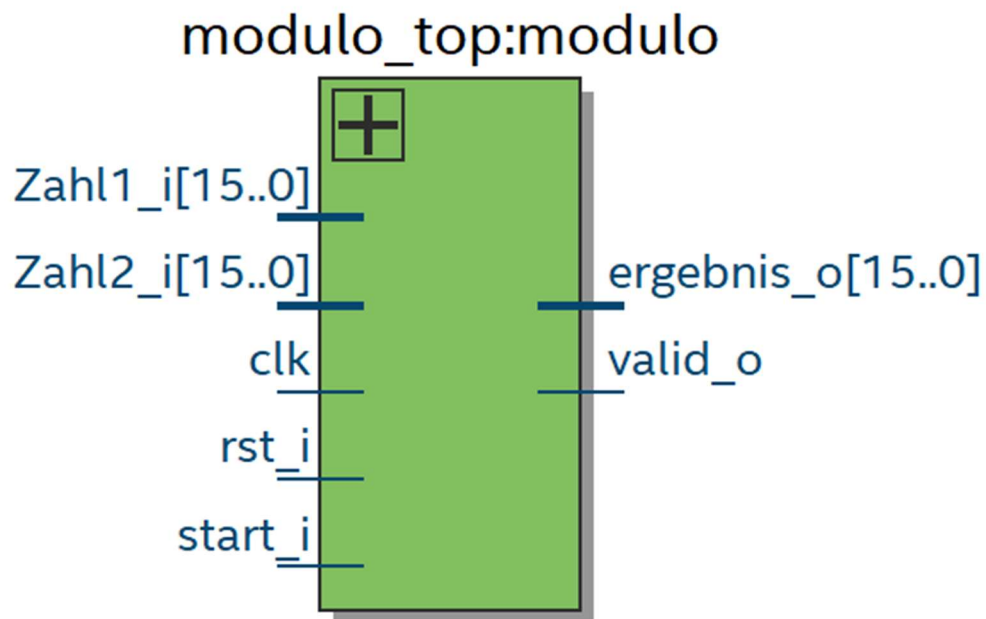 modulo_top:modulo
Zahl1_i[15..0]
Zahl2_i[15..0]
ergebnis_o[15..0]
clk
valid_o
rst_i
start_i